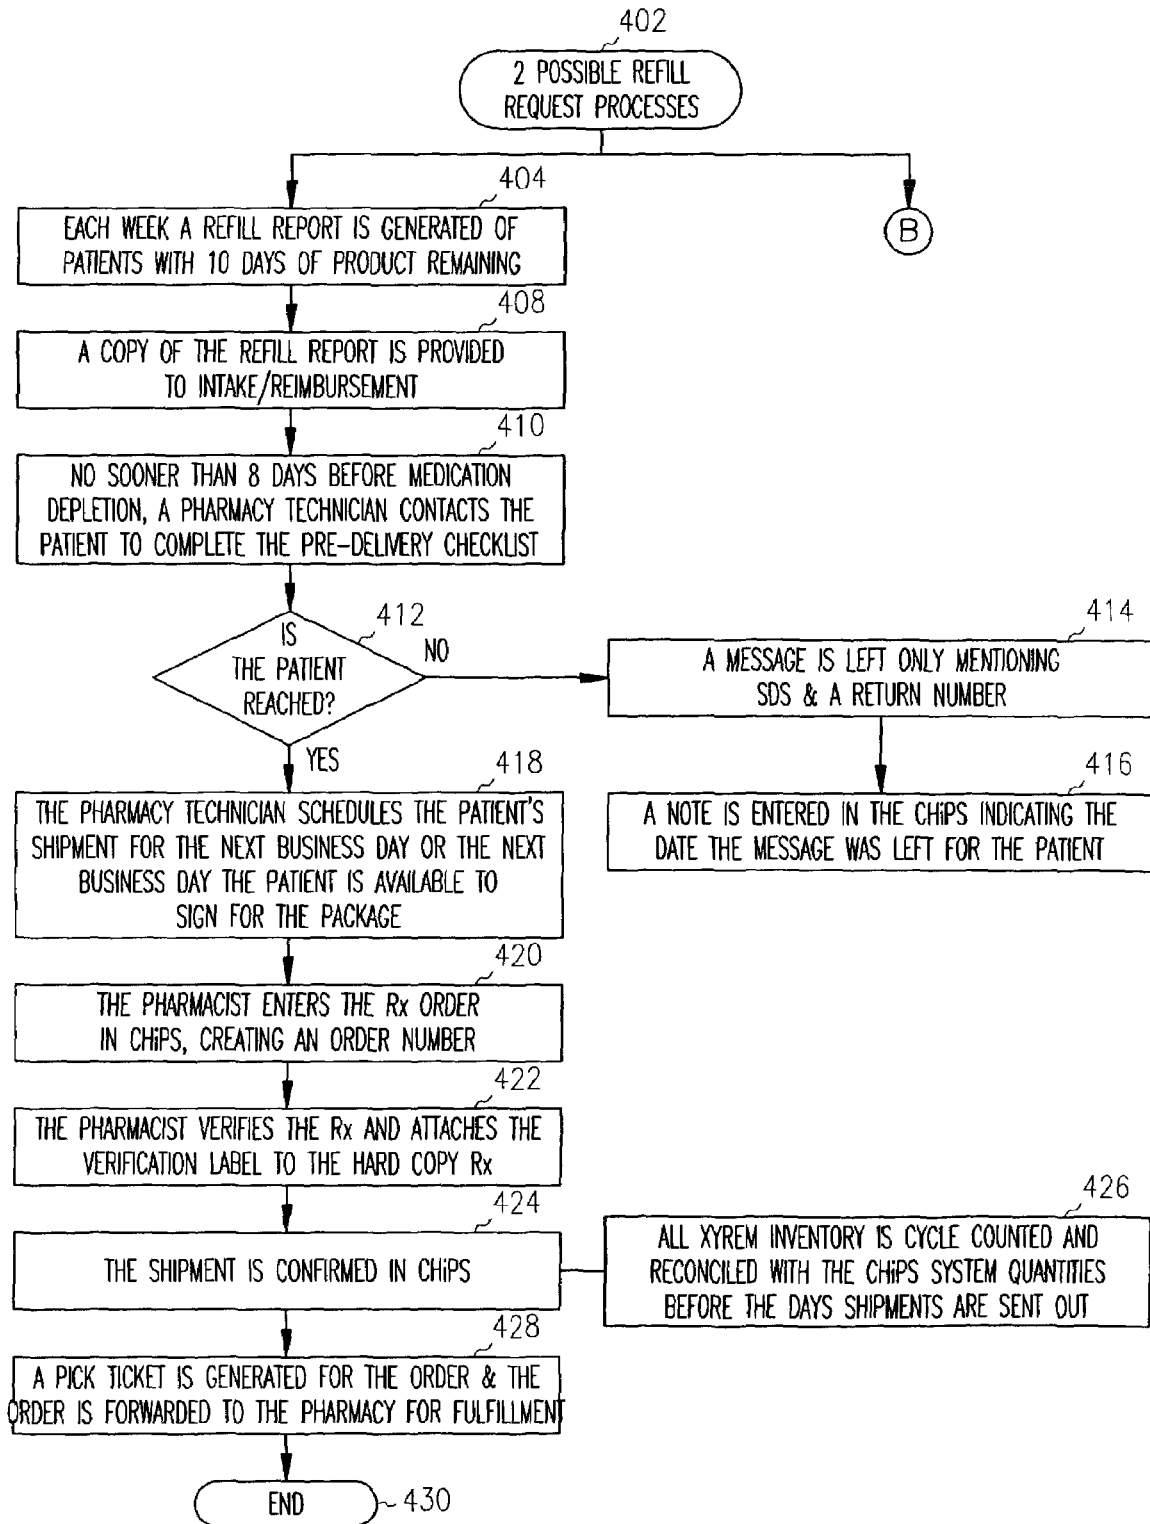 402
2 POSSIBLE REFILL
REQUEST PROCESSES
404
EACH WEEK A REFILL REPORT IS GENERATED OF
PATIENTS WITH 10 DAYS OF PRODUCT REMAINING
B
408
A COPY OF THE REFILL REPORT IS PROVIDED
TO INTAKE/REIMBURSEMENT
410
NO SOONER THAN 8 DAYS BEFORE MEDICATION
DEPLETION, A PHARMACY TECHNICIAN CONTACTS THE
PATIENT TO COMPLETE THE PRE-DELIVERY CHECKLIST
412
IS
THE PATIENT
REACHED?
NO
414
A MESSAGE IS LEFT ONLY MENTIONING
SDS & A RETURN NUMBER
416
A NOTE IS ENTERED IN THE CHiPS INDICATING THE
DATE THE MESSAGE WAS LEFT FOR THE PATIENT
YES
418
THE PHARMACY TECHNICIAN SCHEDULES THE PATIENT'S
SHIPMENT FOR THE NEXT BUSINESS DAY OR THE NEXT
BUSINESS DAY THE PATIENT IS AVAILABLE TO
SIGN FOR THE PACKAGE
420
THE PHARMACIST ENTERS THE Rx ORDER
IN CHiPS, CREATING AN ORDER NUMBER
422
THE PHARMACIST VERIFIES THE Rx AND ATTACHES THE
VERIFICATION LABEL TO THE HARD COPY Rx
424
THE SHIPMENT IS CONFIRMED IN CHiPS
426
ALL XYREM INVENTORY IS CYCLE COUNTED AND
RECONCILED WITH THE CHiPS SYSTEM QUANTITIES
BEFORE THE DAYS SHIPMENTS ARE SENT OUT
428
A PICK TICKET IS GENERATED FOR THE ORDER & THE
ORDER IS FORWARDED TO THE PHARMACY FOR FULFILLMENT
END
430